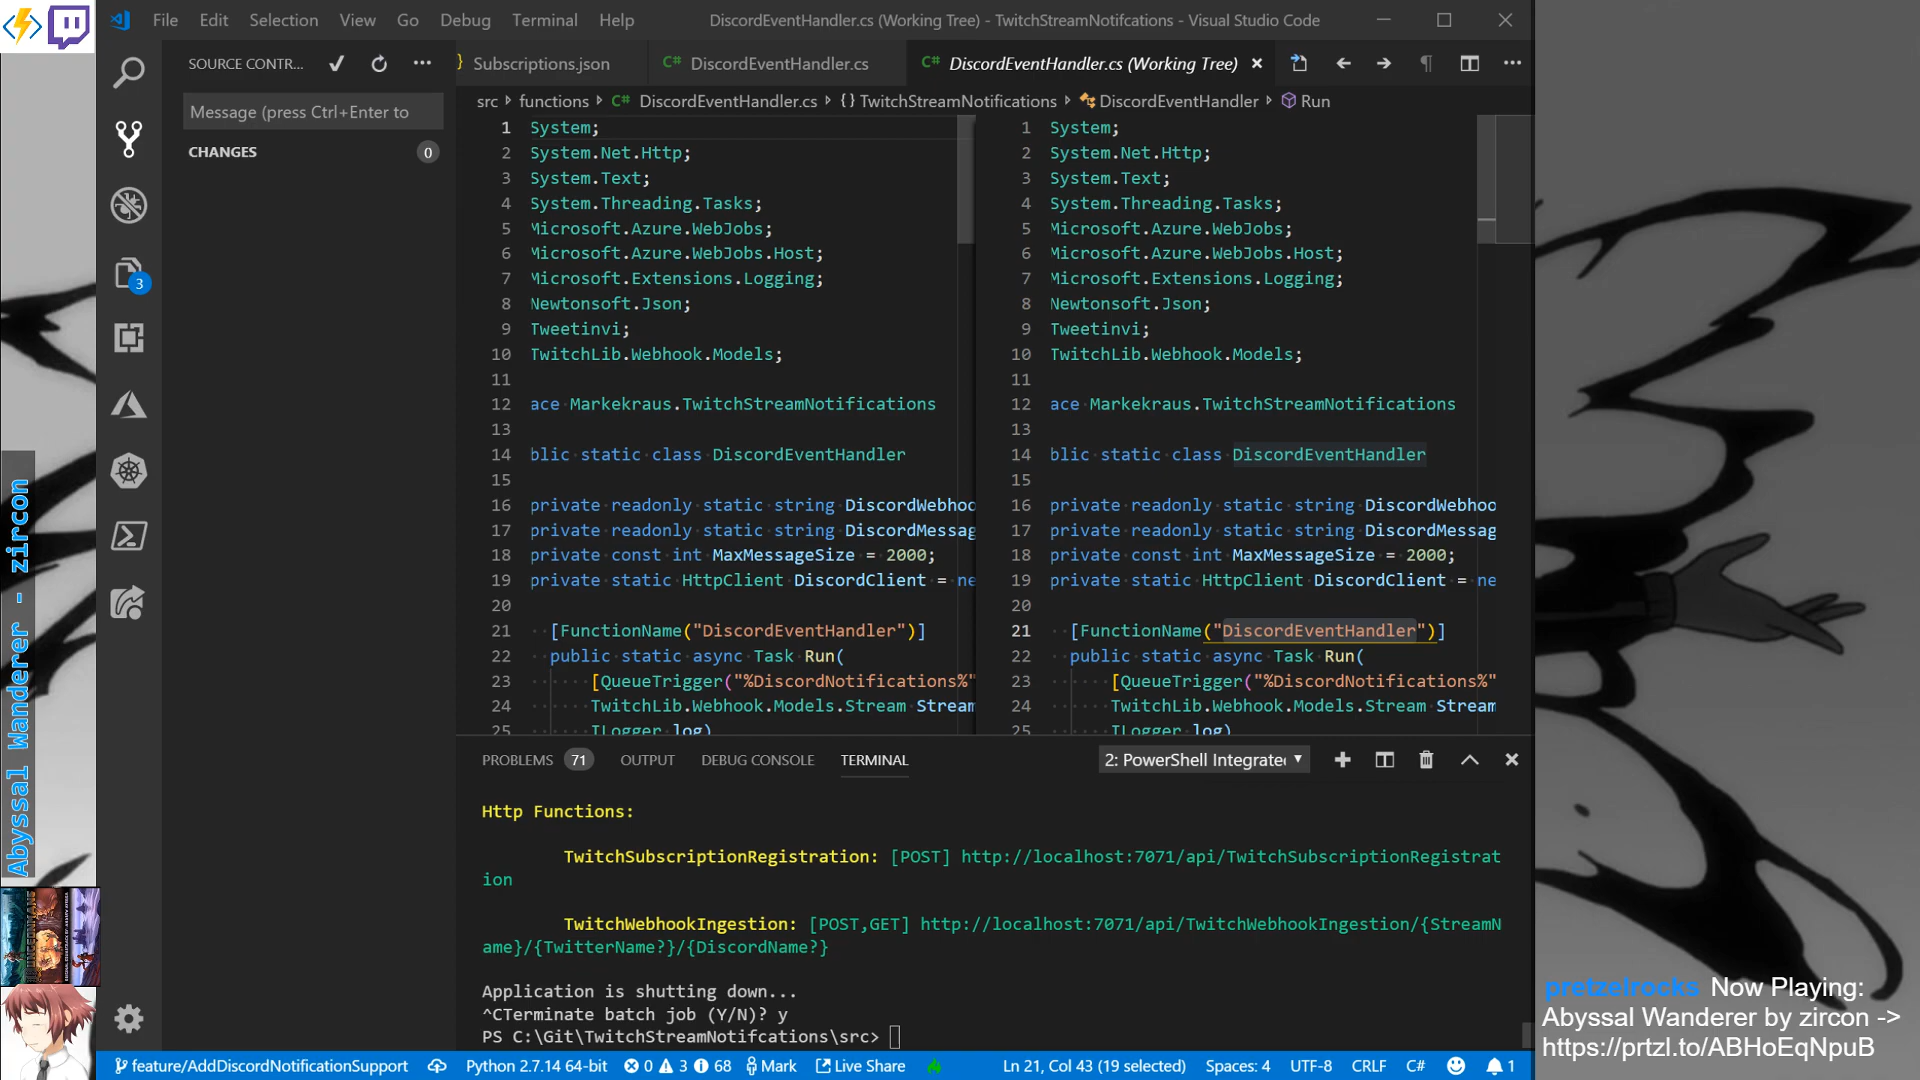 File Edit Selection View Go Debug Terminal Help
DiscordEventHandler.cs (Working Tree) - TwitchStreamNotifcations - Visual Studio Code
SOURCE CONTR...
Subscriptions.json
C# DiscordEventHandler.cs
C# DiscordEventHandler.cs (Working Tree)
Message (press Ctrl+Enter to
CHANGES 0
src > functions > C# DiscordEventHandler.cs > {} TwitchStreamNotifications > DiscordEventHandler > Run
1 System;
2 System.Net.Http;
3 System.Text;
4 System.Threading.Tasks;
5 Microsoft.Azure.WebJobs;
6 Microsoft.Azure.WebJobs.Host;
7 Microsoft.Extensions.Logging;
8 Newtonsoft.Json;
9 Tweetinvi;
10 TwitchLib.Webhook.Models;
11
12 ace Markekraus.TwitchStreamNotifications
13
14 blic static class DiscordEventHandler
15
16 private readonly static string DiscordWebhoo
17 private readonly static string DiscordMessag
18 private const int MaxMessageSize = 2000;
19 private static HttpClient DiscordClient = ne
20
21 [FunctionName("DiscordEventHandler")]
22 public static async Task Run(
23 [QueueTrigger("%DiscordNotifications%"
24 TwitchLib.Webhook.Models.Stream Stream
25 ILogger log)
1 System;
2 System.Net.Http;
3 System.Text;
4 System.Threading.Tasks;
5 Microsoft.Azure.WebJobs;
6 Microsoft.Azure.WebJobs.Host;
7 Microsoft.Extensions.Logging;
8 Newtonsoft.Json;
9 Tweetinvi;
10 TwitchLib.Webhook.Models;
11
12 ace Markekraus.TwitchStreamNotifications
13
14 blic static class DiscordEventHandler
15
16 private readonly static string DiscordWebhoo
17 private readonly static string DiscordMessag
18 private const int MaxMessageSize = 2000;
19 private static HttpClient DiscordClient = ne
20
21 [FunctionName("DiscordEventHandler")]
22 public static async Task Run(
23 [QueueTrigger("%DiscordNotifications%"
24 TwitchLib.Webhook.Models.Stream Stream
25 ILogger log)
3
PROBLEMS 71 OUTPUT DEBUG CONSOLE TERMINAL
2: PowerShell Integrate
Http Functions:
TwitchSubscriptionRegistration: [POST] http://localhost:7071/api/TwitchSubscriptionRegistrat
ion
TwitchWebhookIngestion: [POST,GET] http://localhost:7071/api/TwitchWebhookIngestion/{StreamN
ame}/{TwitterName?}/{DiscordName?}
Application is shutting down...
^CTerminate batch job (Y/N)? y
PS C:\Git\TwitchStreamNotifcations\src>
feature/AddDiscordNotificationSupport Python 2.7.14 64-bit 0 3 68 Mark Live Share Ln 21, Col 43 (19 selected) Spaces: 4 UTF-8 CRLF C# 1
Abyssal Wanderer - zircon
pretzelrocks Now Playing:
Abyssal Wanderer by zircon ->
https://prtzl.to/ABHoEqNpuB